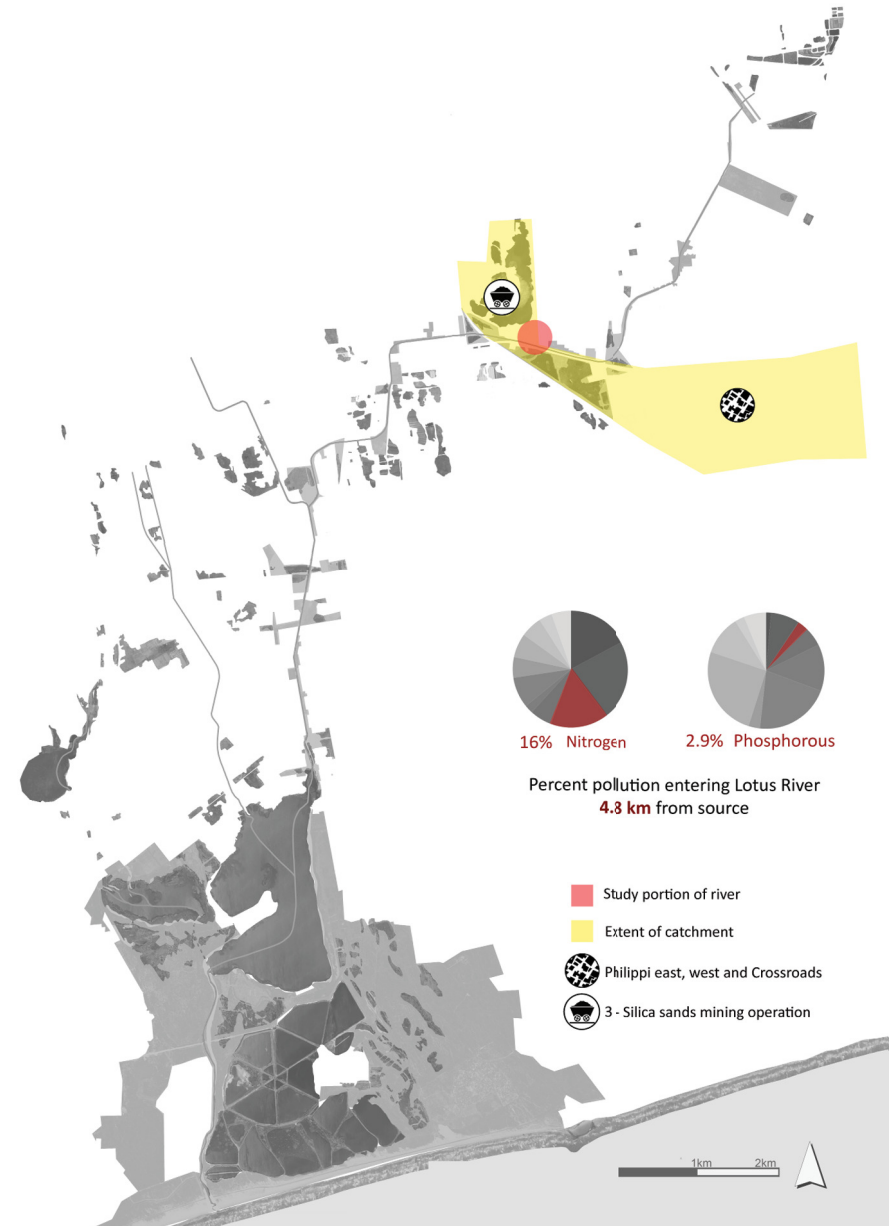 16% Nitrogen
2.9% Phosphorous
Percent pollution entering Lotus River
4.8 km from source
Study portion of river
Extent of catchment
Philippi east, west and Crossroads
3 - Silica sands mining operation
1km 2km